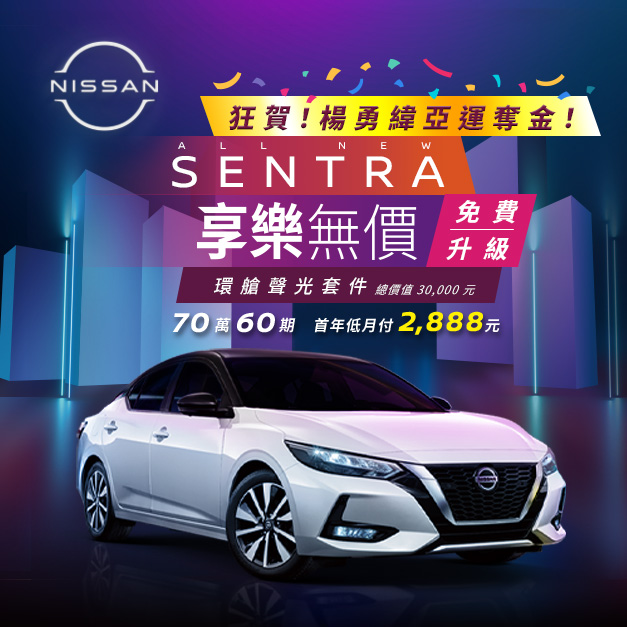 NISSAN
狂賀！楊勇緯亞運奪金！
ALL NEW
SENTRA
享樂無價 免費升級
環艙聲光套件 總價值 30,000 元
70萬60期 首年低月付2,888元
NISSAN